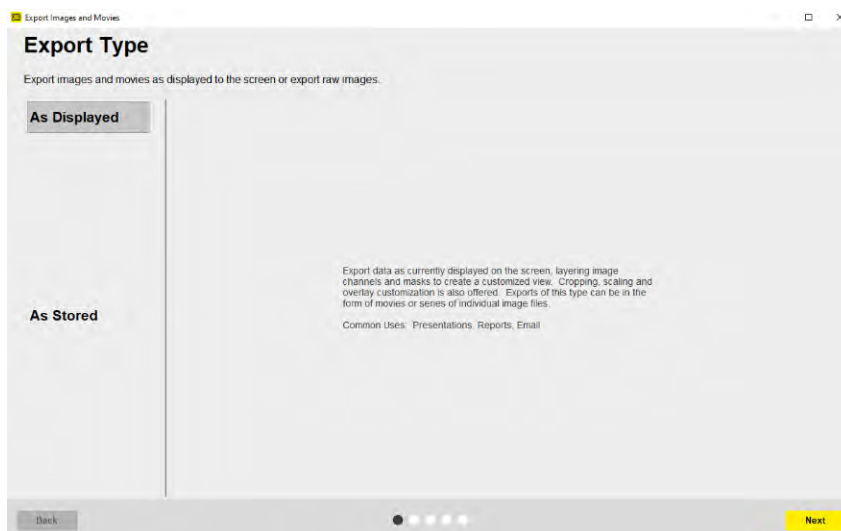 Export Images and Movies
Export Type
Export images and movies as displayed to the screen or export raw images.
As Displayed
Export data as currently displayed on the screen, layering image
channels and masks to create a customized view. Cropping, scaling and
overlay customization is also offered. Exports of this type can be in the
form of movies or series of individual image files.
Common Uses: Presentations, Reports, Email
As Stored
Back
Next